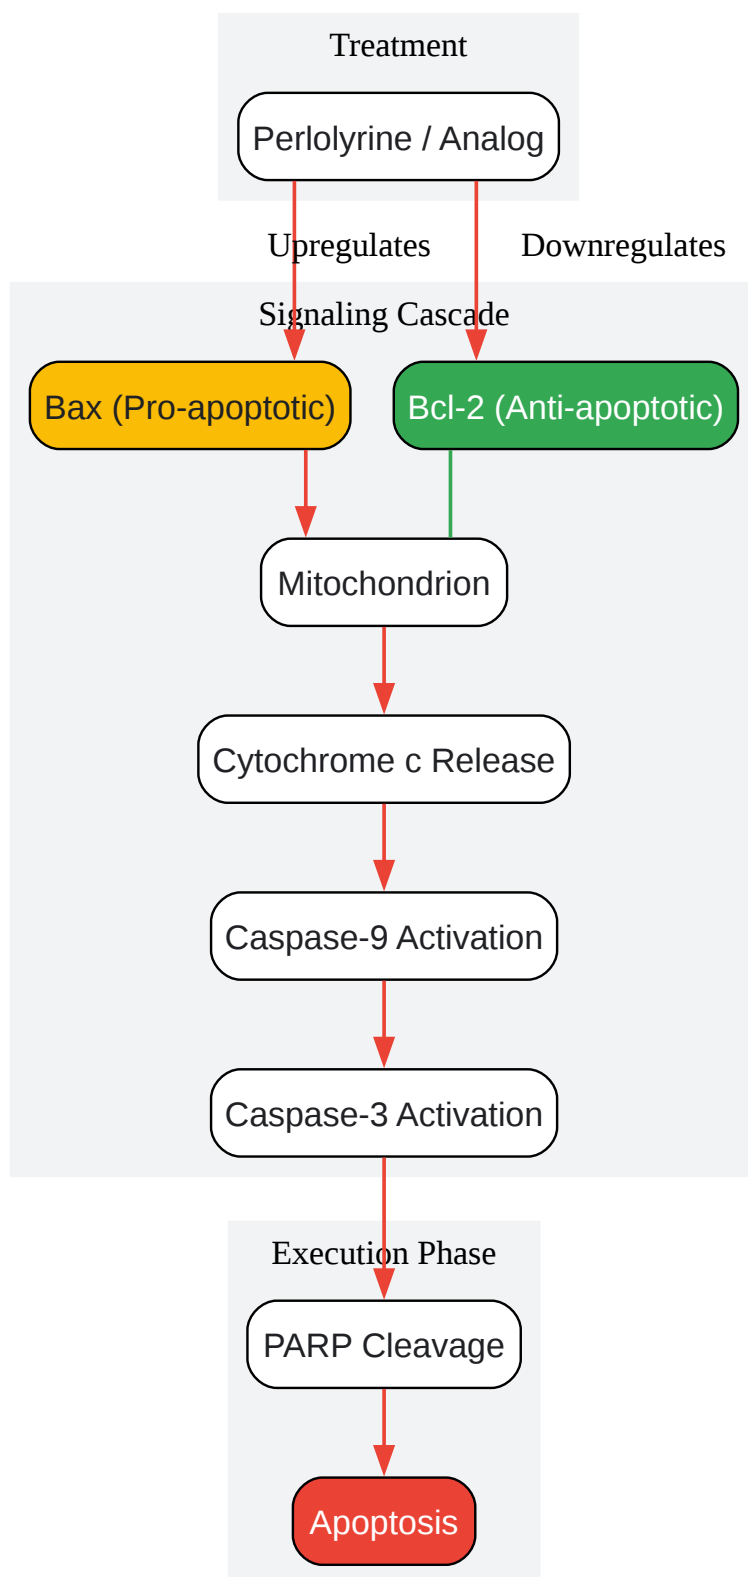 Treatment
Perlolyrine / Analog
Upregulates
Downregulates
Signaling Cascade
Bax (Pro-apoptotic)
Bcl-2 (Anti-apoptotic)
Mitochondrion
Cytochrome c Release
Caspase-9 Activation
Caspase-3 Activation
Execution Phase
PARP Cleavage
Apoptosis